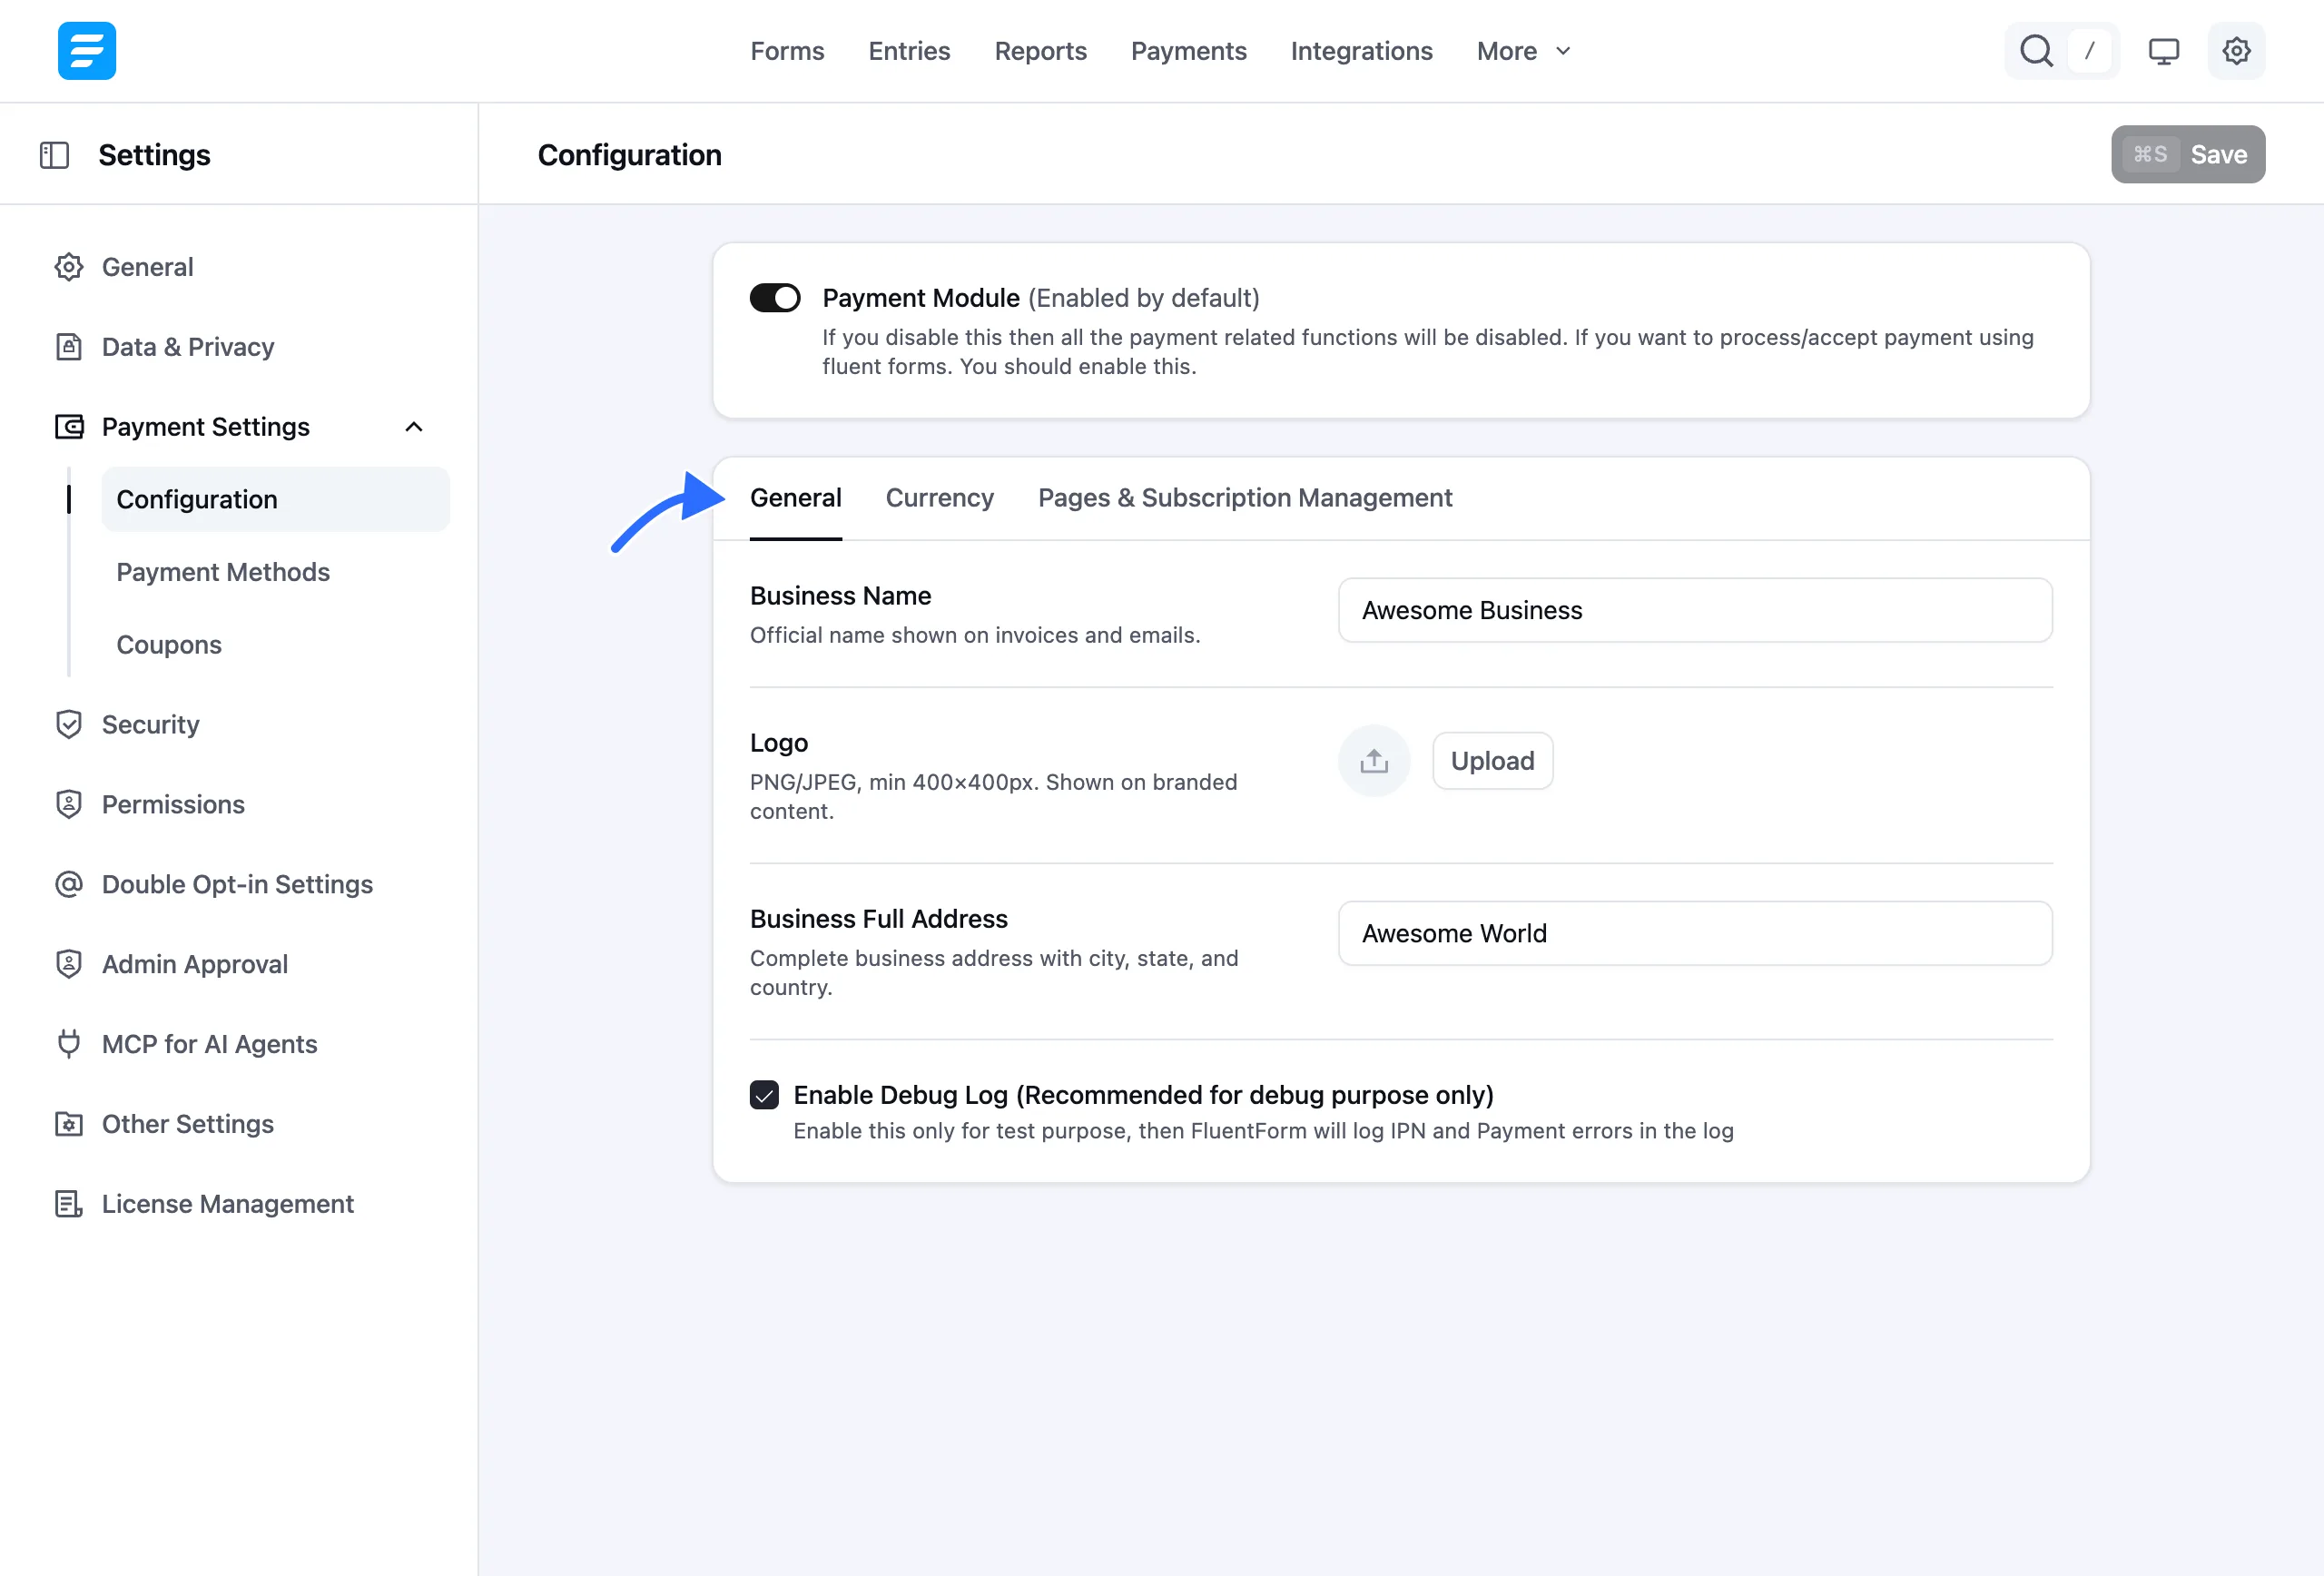 Forms Entries Reports Payments Integrations More /
Settings
Configuration
⌘S Save
General
Data & Privacy
Payment Settings
Configuration
Payment Methods
Coupons
Security
Permissions
Double Opt-in Settings
Admin Approval
MCP for AI Agents
Other Settings
License Management
Payment Module (Enabled by default)
If you disable this then all the payment related functions will be disabled. If you want to process/accept payment using
fluent forms. You should enable this.
General Currency Pages & Subscription Management
Business Name
Official name shown on invoices and emails.
Awesome Business
Logo
PNG/JPEG, min 400×400px. Shown on branded
content.
Upload
Business Full Address
Complete business address with city, state, and
country.
Awesome World
Enable Debug Log (Recommended for debug purpose only)
Enable this only for test purpose, then FluentForm will log IPN and Payment errors in the log